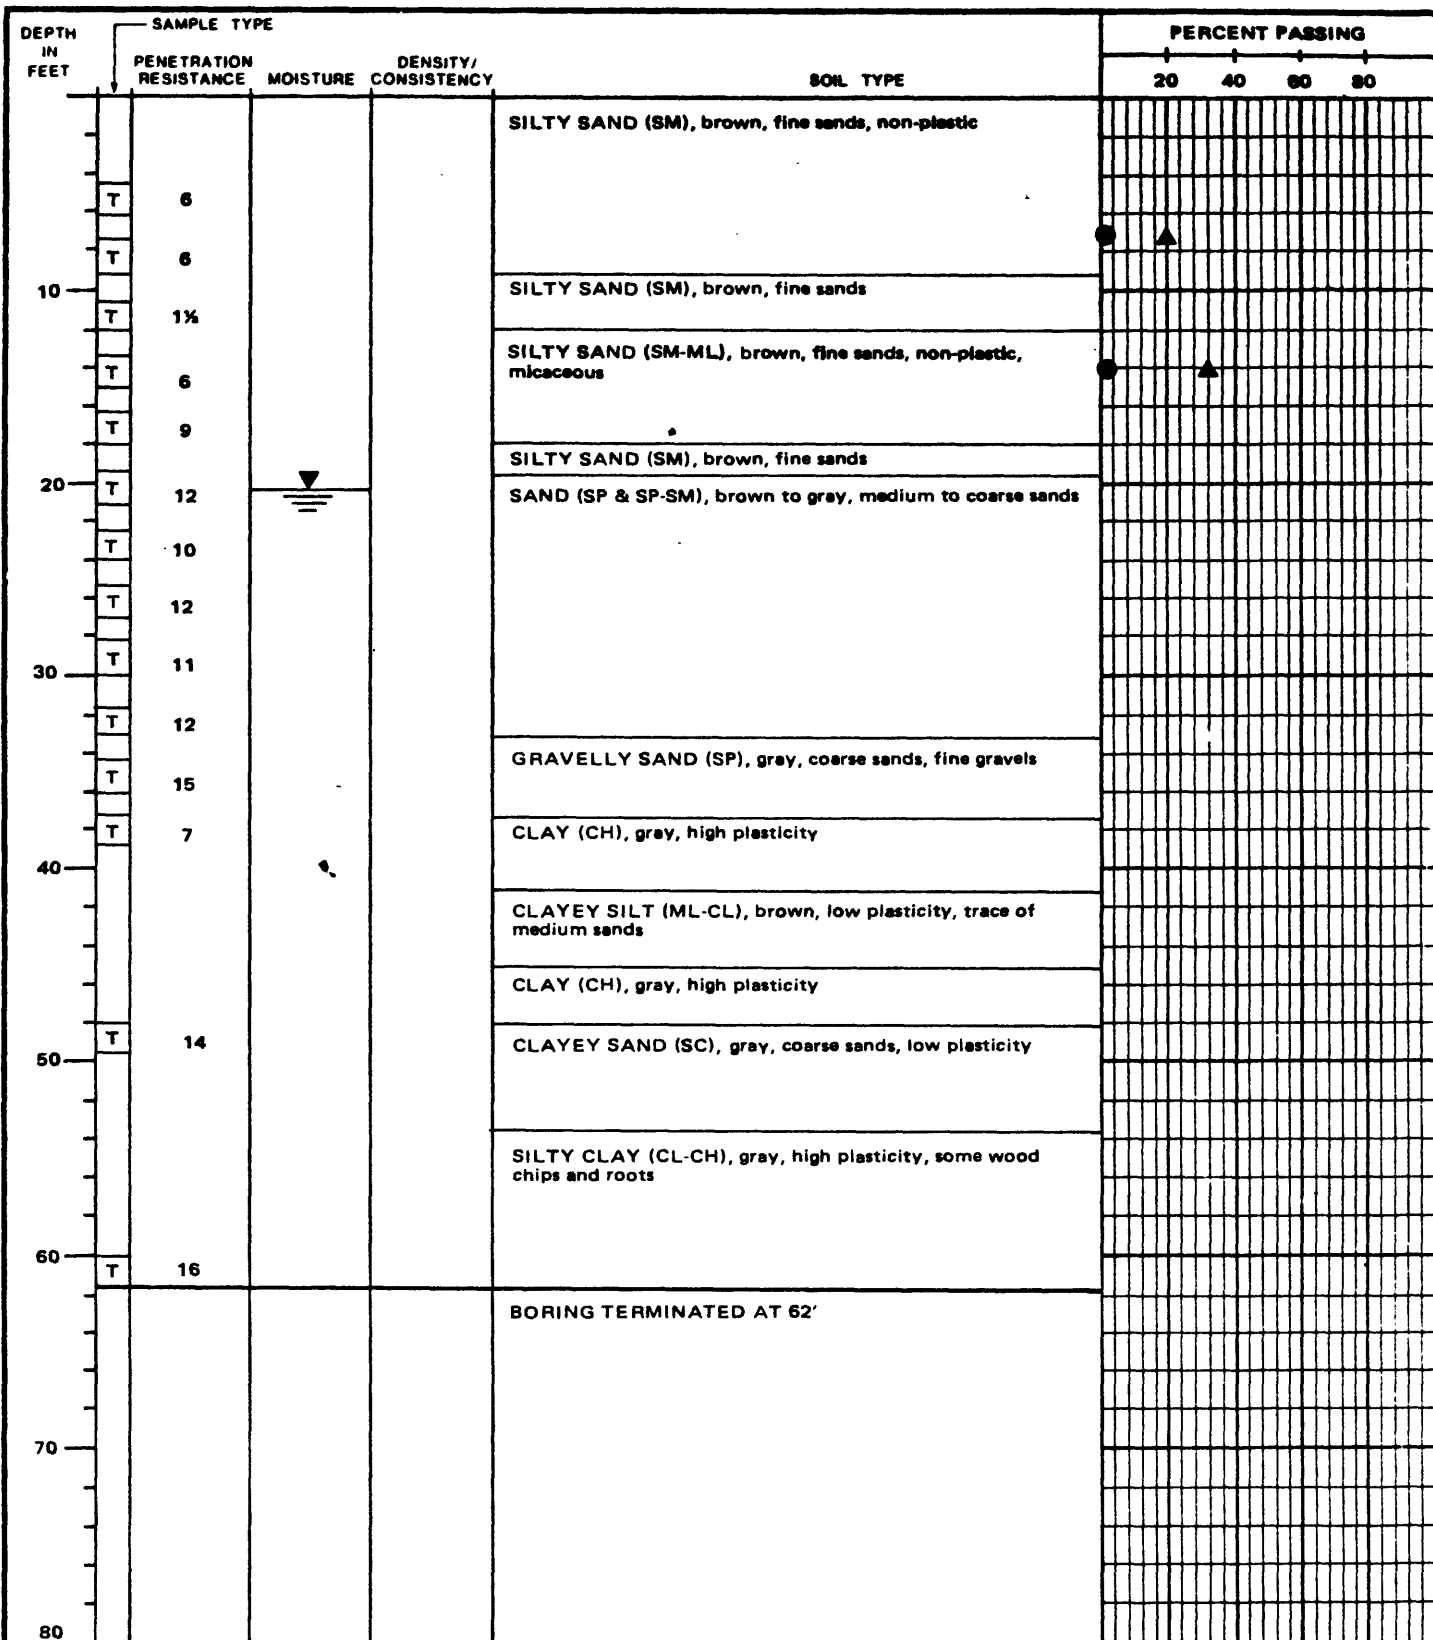 DEPTH
IN
FEET
SAMPLE TYPE
PENETRATION
RESISTANCE
MOISTURE
DENSITY/
CONSISTENCY
SOIL TYPE
PERCENT PASSING
20 40 60 80
SILTY SAND (SM), brown, fine sands, non-plastic
T 6
T 6
10
SILTY SAND (SM), brown, fine sands
T 1½
SILTY SAND (SM-ML), brown, fine sands, non-plastic,
micaceous
T 6
T 9
SILTY SAND (SM), brown, fine sands
20
T 12
SAND (SP & SP-SM), brown to gray, medium to coarse sands
T 10
T 12
T 11
30
T 12
GRAVELLY SAND (SP), gray, coarse sands, fine gravels
T 15
T 7
CLAY (CH), gray, high plasticity
40
CLAYEY SILT (ML-CL), brown, low plasticity, trace of
medium sands
CLAY (CH), gray, high plasticity
T 14
CLAYEY SAND (SC), gray, coarse sands, low plasticity
50
SILTY CLAY (CL-CH), gray, high plasticity, some wood
chips and roots
60
T 16
BORING TERMINATED AT 62'
70
80